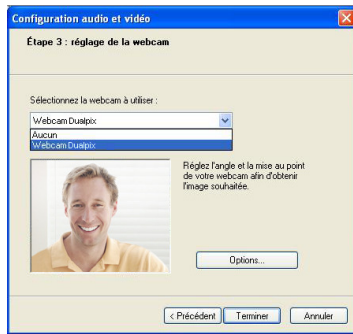 Configuration audio et vidéo
Étape 3 : réglage de la webcam
Sélectionnez la webcam à utiliser :
Webcam Dualpix
Aucun
Webcam Dualpix
Réglez l'angle et la mise au point
de votre webcam afin d'obtenir
l'image souhaitée.
Options...
< Précédent
Terminer
Annuler